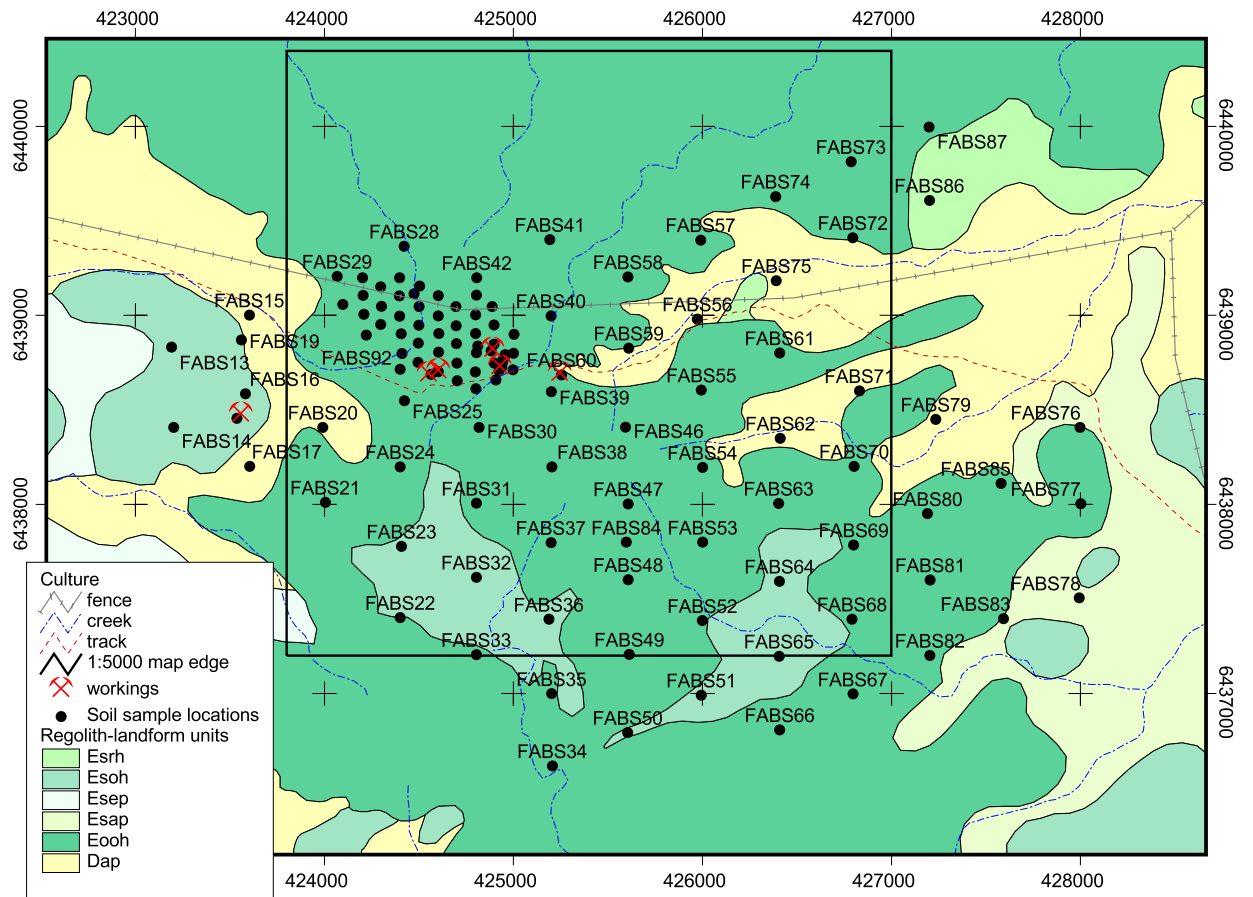 423000 424000 425000 426000 427000 428000
6440000
6440000
FABS73
FABS87
FABS74
FABS86
FABS28
FABS41
FABS57
FABS72
FABS29
FABS42
FABS58
FABS75
FABS15
FABS40
FABS56
6439000
6439000
FABS19
FABS59
FABS61
FABS13
FABS92
FABS60
FABS16
FABS55
FABS71
FABS39
FABS20
FABS25
FABS79
FABS76
FABS14
FABS30
FABS46
FABS62
FABS17
FABS24
FABS38
FABS54
FABS70
FABS85
FABS21
FABS31
FABS47
FABS63
FABS80
FABS77
6438000
6438000
FABS23
FABS37
FABS84
FABS53
FABS69
FABS32
FABS48
FABS64
FABS81
FABS78
FABS22
FABS36
FABS52
FABS68
FABS83
FABS33
FABS49
FABS65
FABS82
FABS35
FABS51
FABS67
6437000
FABS50
FABS66
FABS34
Culture
fence
creek
track
1:5000 map edge
workings
Soil sample locations
Regolith-landform units
Esrh
Esoh
Esep
Esap
Eooh
Dap
424000 425000 426000 427000 428000